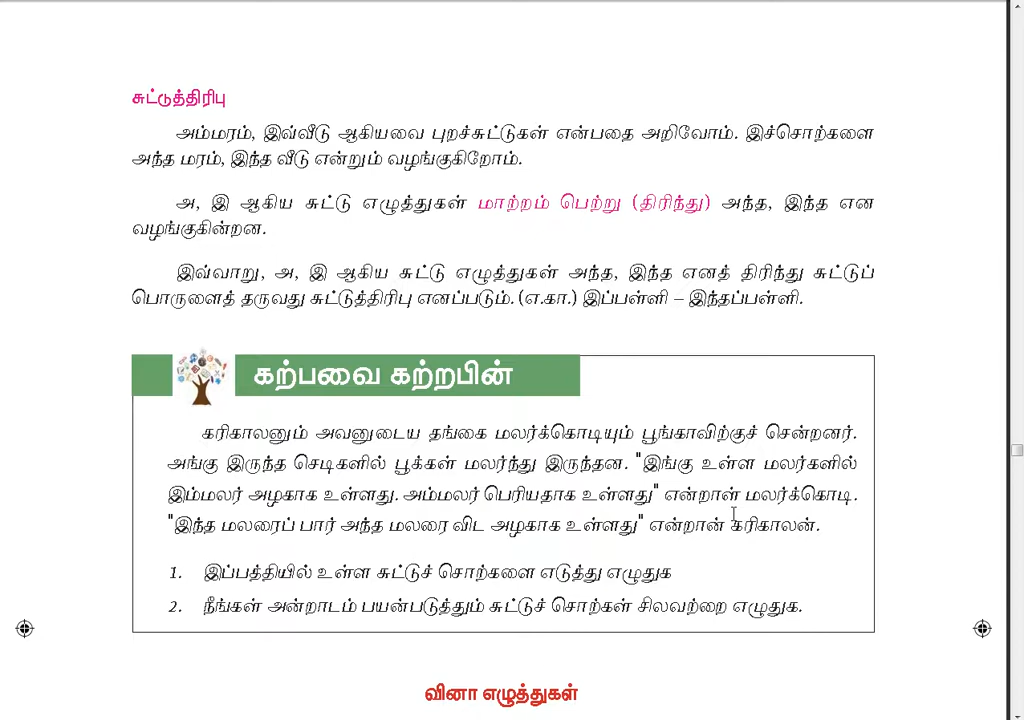 சுட்டுத்திரிபு
அம்மரம், இவ்வீடு ஆகியவை புறச்சுட்டுகள் என்பதை அறிவோம். இச்சொற்களை
அந்த மரம், இந்த வீடு என்றும் வழங்குகிறோம்.
அ, இ ஆகிய சுட்டு எழுத்துகள் மாற்றம் பெற்று (திரிந்து) அந்த, இந்த என
வழங்குகின்றன.
இவ்வாறு, அ, இ ஆகிய சுட்டு எழுத்துகள் அந்த, இந்த எனத் திரிந்து சுட்டுப்
பொருளைத் தருவது சுட்டுத்திரிபு எனப்படும். (எ.கா.) இப்பள்ளி – இந்தப்பள்ளி.
கற்பவை கற்றபின்
கரிகாலனும் அவனுடைய தங்கை மலர்க்கொடியும் பூங்காவிற்குச் சென்றனர்.
அங்கு இருந்த செடிகளில் பூக்கள் மலர்ந்து இருந்தன. "இங்கு உள்ள மலர்களில்
இம்மலர் அழகாக உள்ளது. அம்மலர் பெரியதாக உள்ளது" என்றாள் மலர்க்கொடி.
"இந்த மலரைப் பார் அந்த மலரை விட அழகாக உள்ளது" என்றான் கரிகாலன்.
1. இப்பத்தியில் உள்ள சுட்டுச் சொற்களை எடுத்து எழுதுக
2. நீங்கள் அன்றாடம் பயன்படுத்தும் சுட்டுச் சொற்கள் சிலவற்றை எழுதுக.
வினா எழுத்துகள்